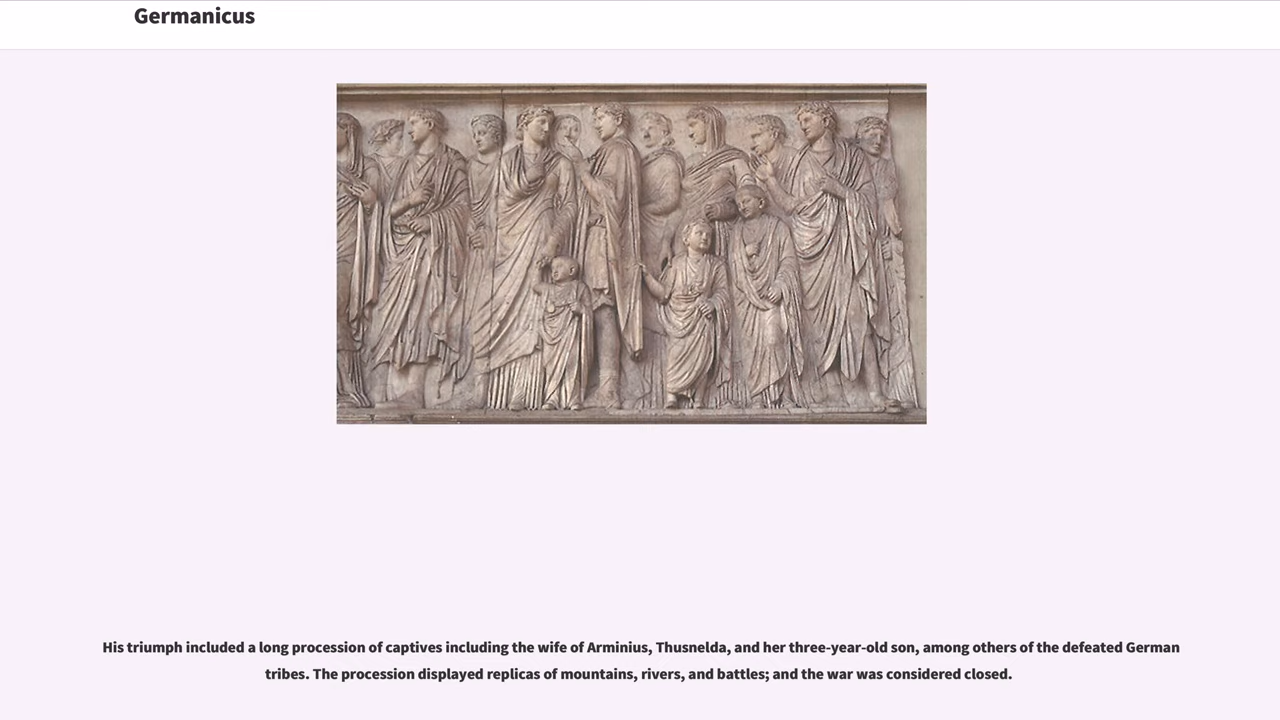 Germanicus
His triumph included a long procession of captives including the wife of Arminius, Thusnelda, and her three-year-old son, among others of the defeated German
tribes. The procession displayed replicas of mountains, rivers, and battles; and the war was considered closed.